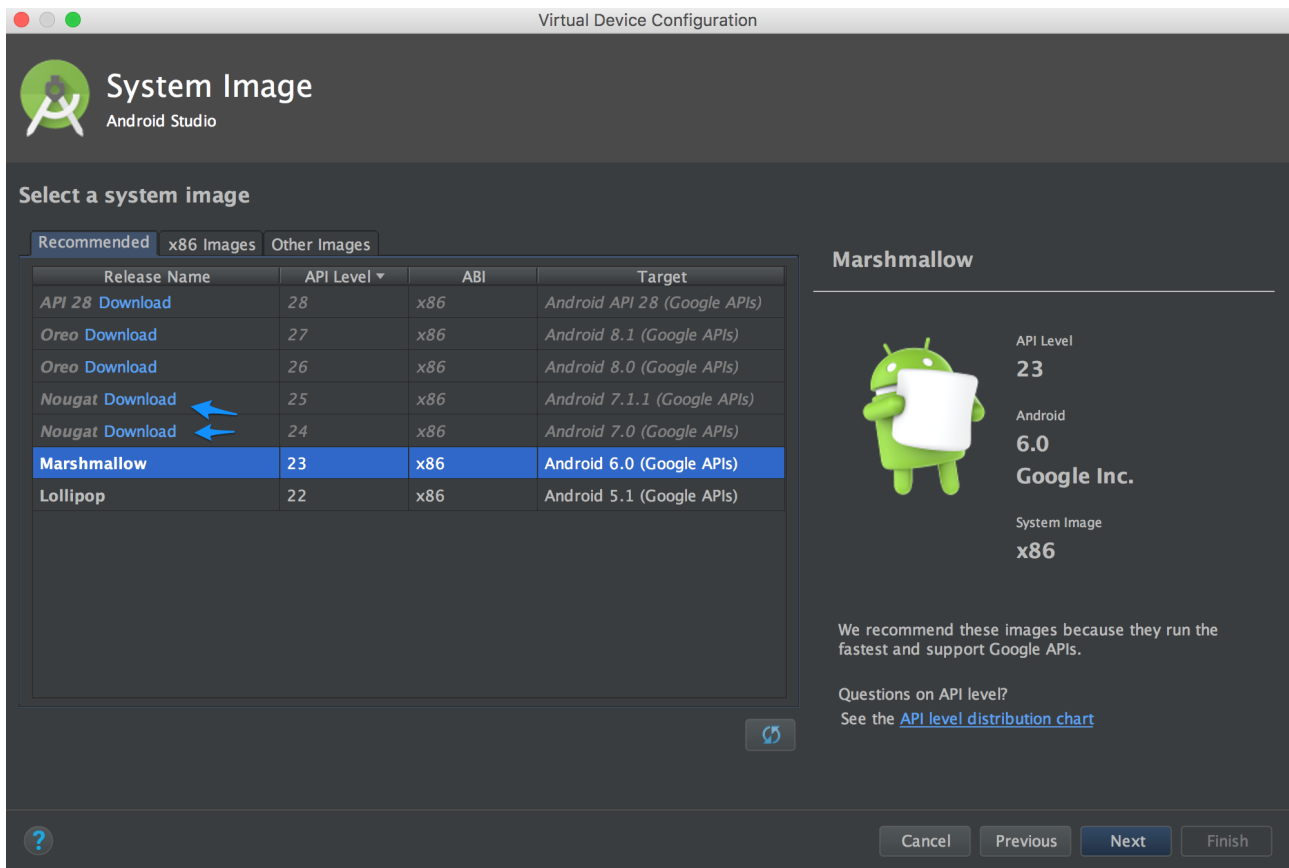 Virtual Device Configuration
System Image
Android Studio
Select a system image
Recommended x86 Images Other Images
Release Name API Level ABI Target
API 28 Download 28 x86 Android API 28 (Google APIs)
Oreo Download 27 x86 Android 8.1 (Google APIs)
Oreo Download 26 x86 Android 8.0 (Google APIs)
Nougat Download 25 x86 Android 7.1.1 (Google APIs)
Nougat Download 24 x86 Android 7.0 (Google APIs)
Marshmallow 23 x86 Android 6.0 (Google APIs)
Lollipop 22 x86 Android 5.1 (Google APIs)
Marshmallow
API Level
23
Android
6.0
Google Inc.
System Image
x86
We recommend these images because they run the
fastest and support Google APIs.
Questions on API level?
See the API level distribution chart
? Cancel Previous Next Finish